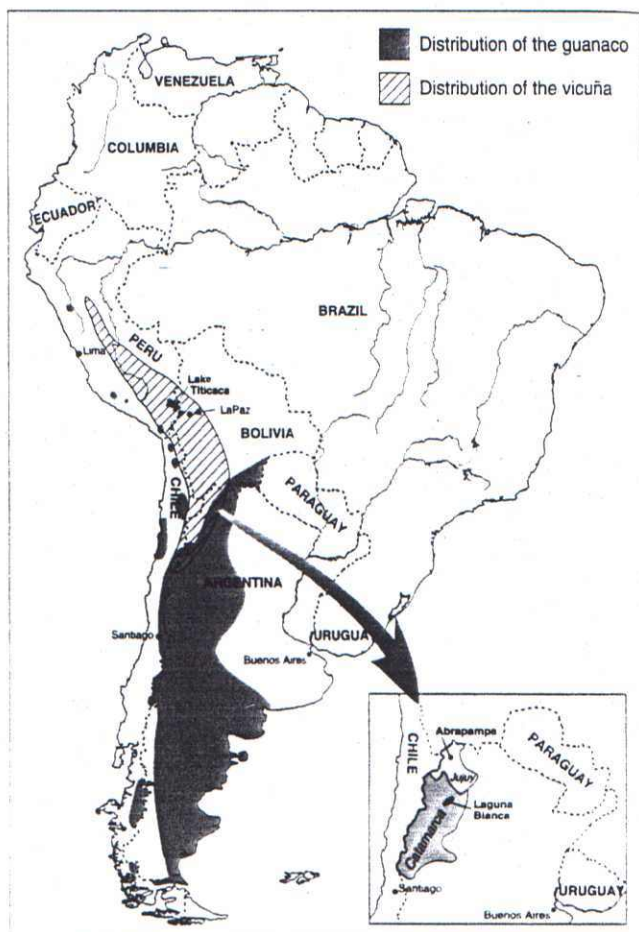 Distribution of the guanaco
Distribution of the vicuña
VENEZUELA
COLUMBIA
ECUADOR
BRAZIL
PERU
Lima
Lake
Titicaca
LaPaz
BOLIVIA
CHILE
PARAGUAY
ARGENTINA
Santiago
URUGUA
Buenos Aires
CHILE
Abrapampa
PARAGUAY
Jujuy
Laguna
Blanca
Catamarca
Santiago
URUGUAY
Buenos Aires